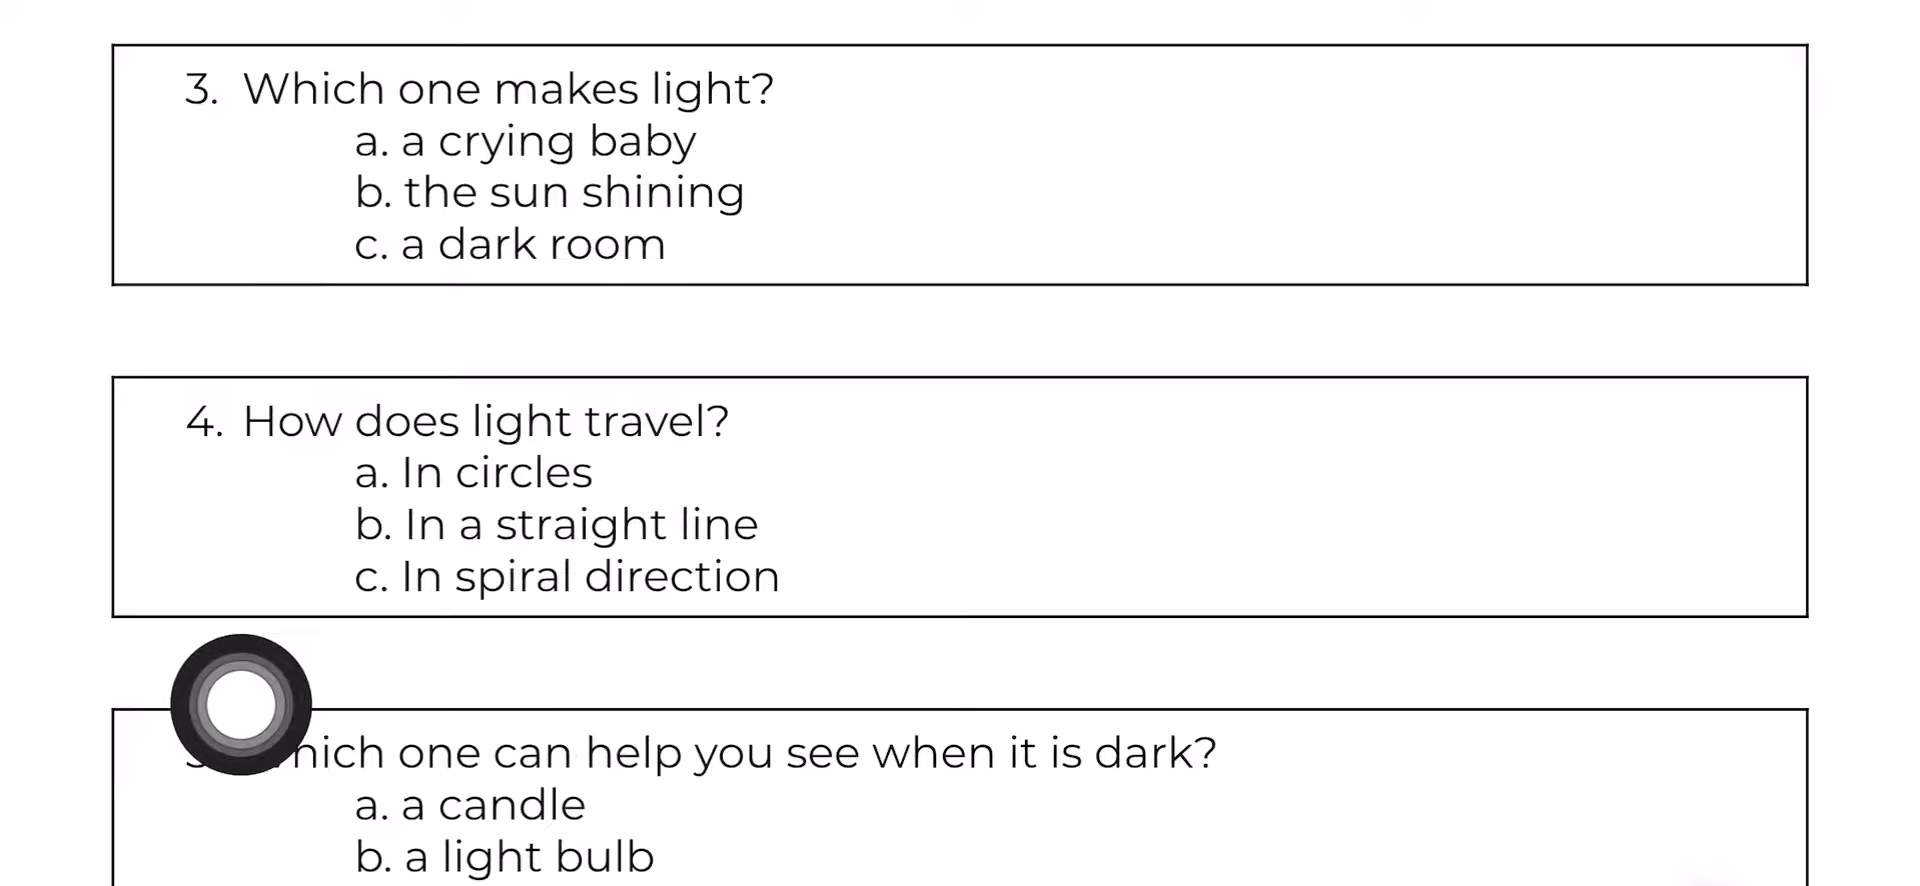 3. Which one makes light?
a. a crying baby
b. the sun shining
c. a dark room
4. How does light travel?
a. In circles
b. In a straight line
c. In spiral direction
one can help you see when it is dark?
a. a candle
b. a light bulb